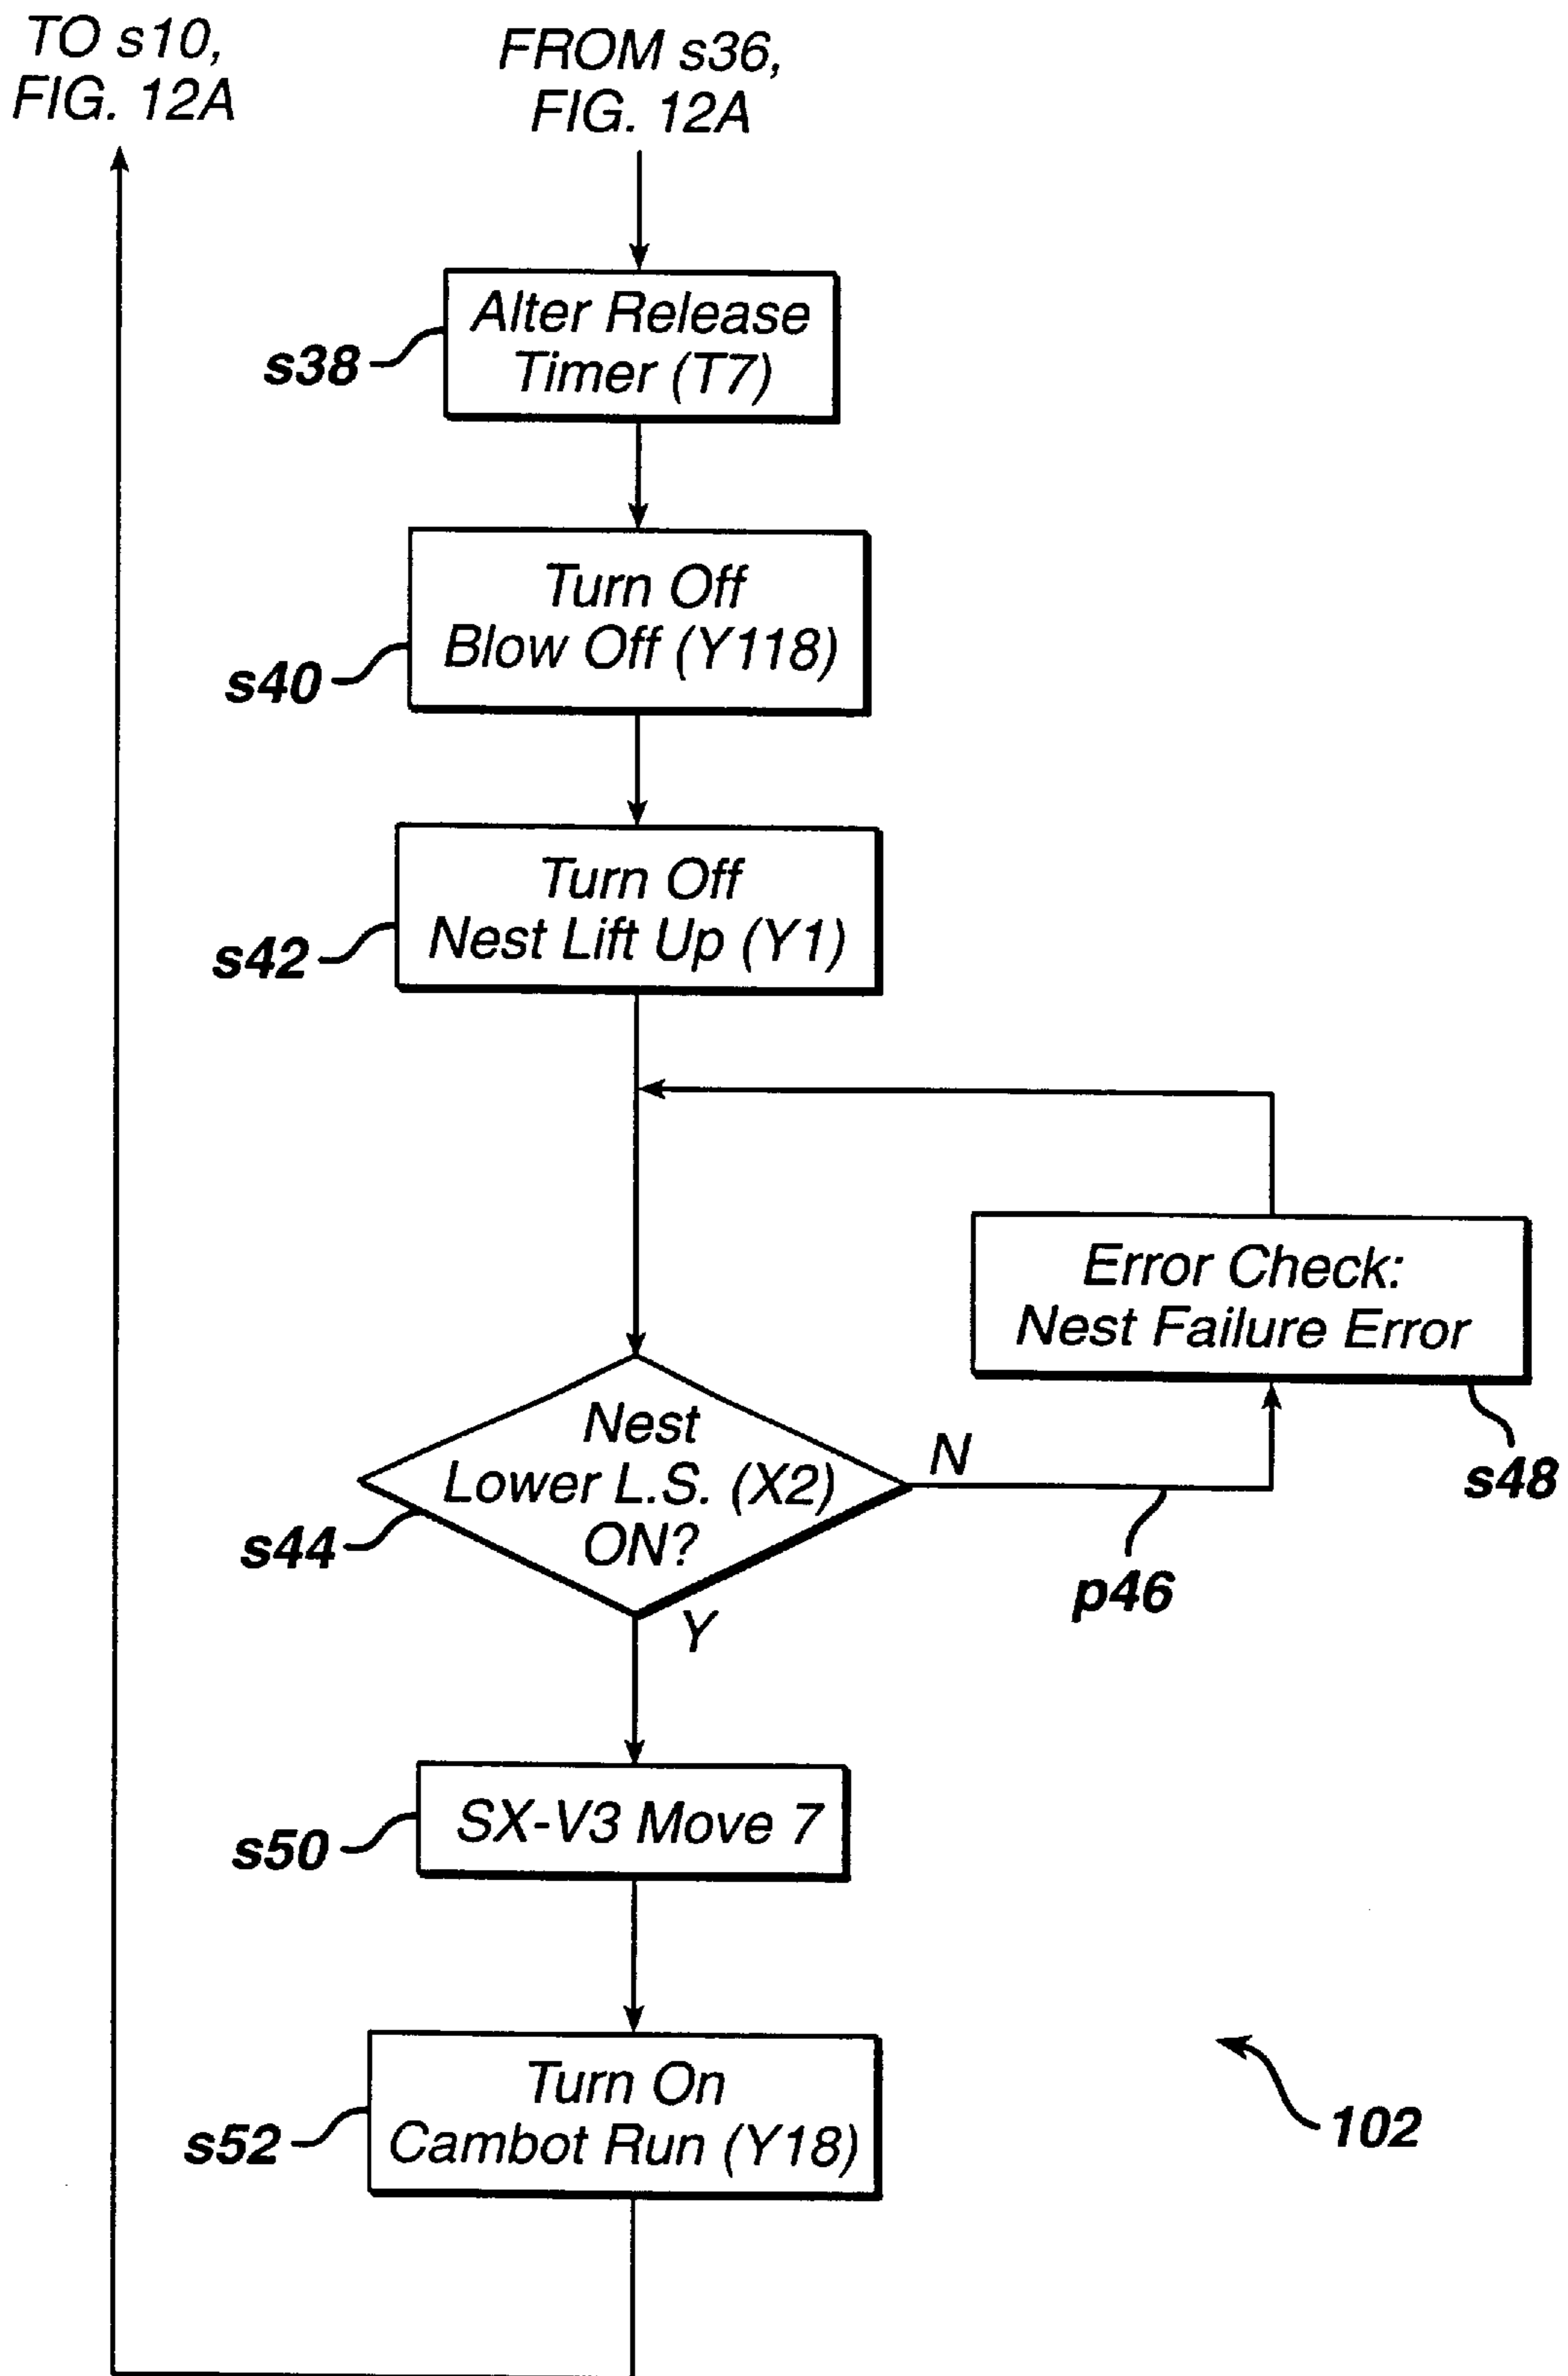 TO s10,
FIG. 12A
FROM s36,
FIG. 12A
Alter Release
Timer (T7)
s38
Turn Off
Blow Off (Y118)
s40
Turn Off
Nest Lift Up (Y1)
s42
Error Check:
Nest Failure Error
s48
Nest
Lower L.S. (X2)
ON?
N
s44
p46
Y
SX-V3 Move 7
s50
Turn On
Cambot Run (Y18)
s52
102